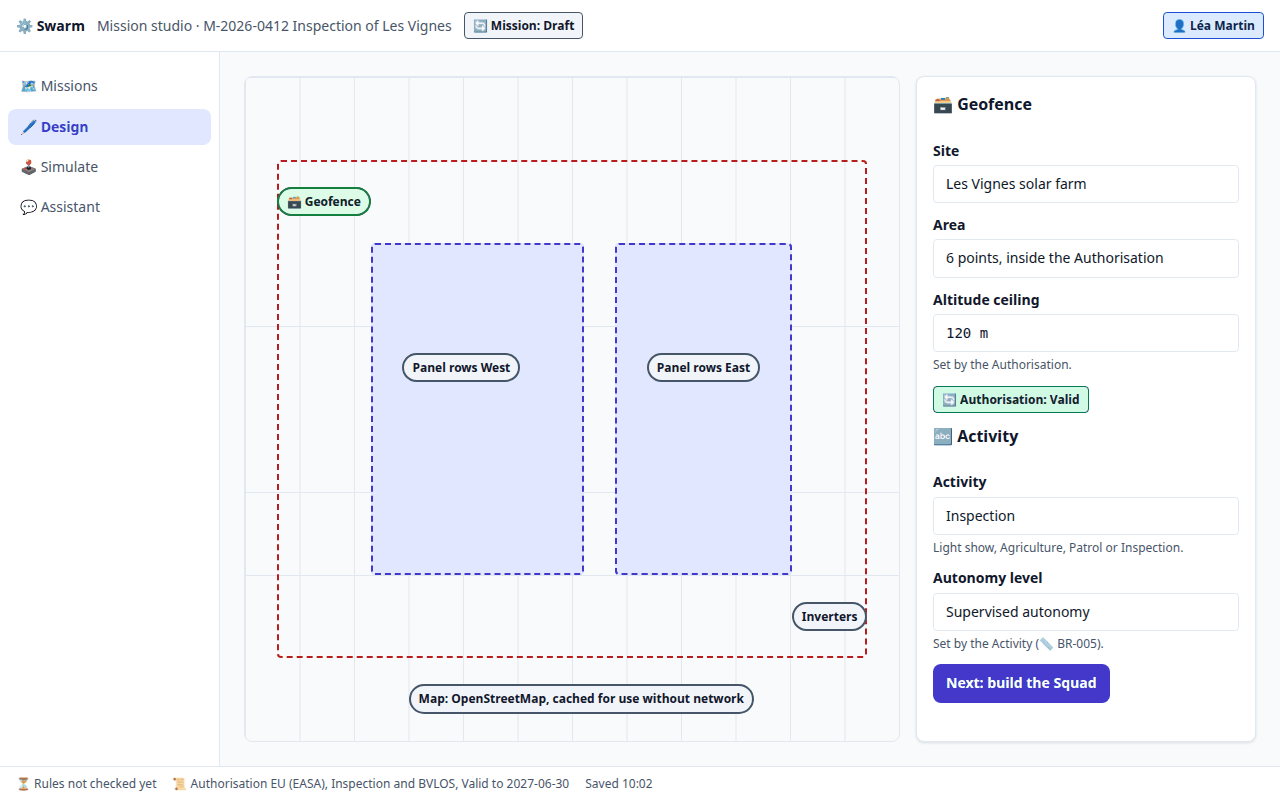 ⚙️ Swarm Mission studio · M-2026-0412 Inspection of Les Vignes 🔄 Mission: Draft 👤 Léa Martin
🗺️ Missions
🖊️ Design
🕹️ Simulate
💬 Assistant
🗃️ Geofence
Panel rows West
Panel rows East
Inverters
Map: OpenStreetMap, cached for use without network
🗃️ Geofence
Site
Les Vignes solar farm
Area
6 points, inside the Authorisation
Altitude ceiling
120 m
Set by the Authorisation.
🔄 Authorisation: Valid
🔤 Activity
Activity
Inspection
Light show, Agriculture, Patrol or Inspection.
Autonomy level
Supervised autonomy
Set by the Activity (📏 BR-005).
Next: build the Squad
⏳ Rules not checked yet 📜 Authorisation EU (EASA), Inspection and BVLOS, Valid to 2027-06-30 Saved 10:02